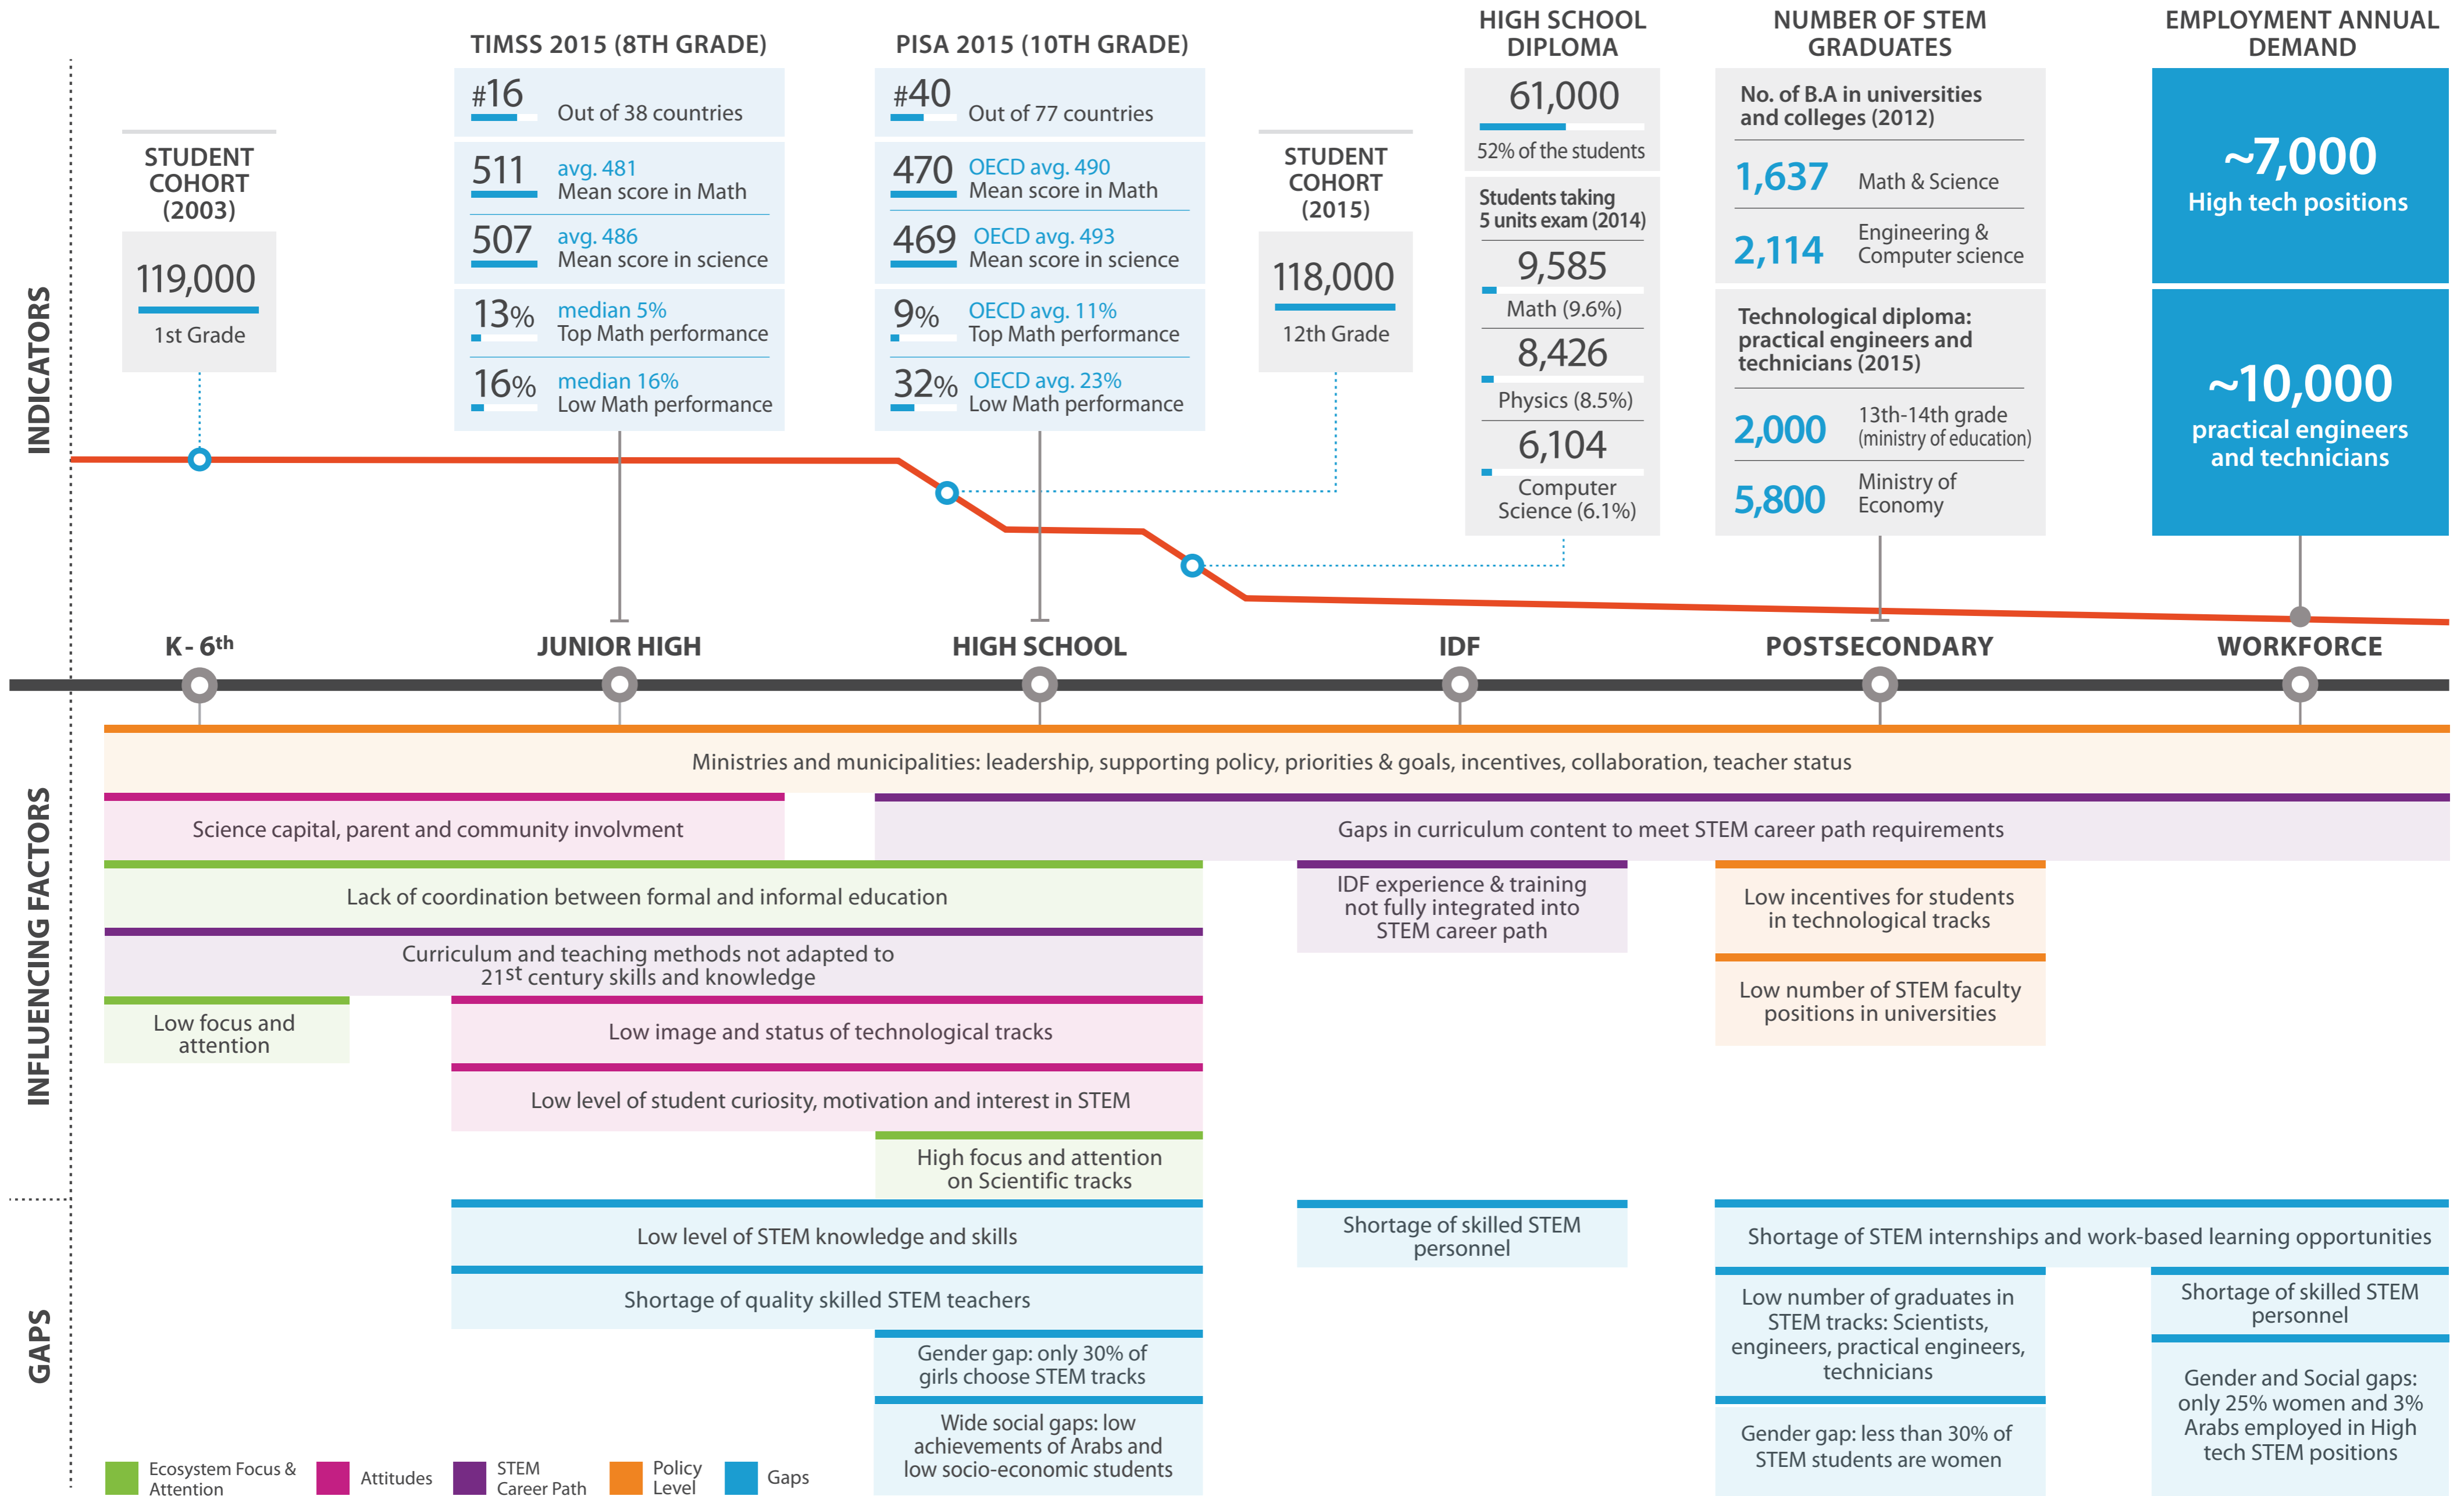 INDICATORS
STUDENT
COHORT
(2003)
119,000
1st Grade
TIMSS 2015 (8TH GRADE)
#16 Out of 38 countries
511 avg. 481
Mean score in Math
507 avg. 486
Mean score in science
13% median 5%
Top Math performance
16% median 16%
Low Math performance
PISA 2015 (10TH GRADE)
#40 Out of 77 countries
470 OECD avg. 490
Mean score in Math
469 OECD avg. 493
Mean score in science
9% OECD avg. 11%
Top Math performance
32% OECD avg. 23%
Low Math performance
STUDENT
COHORT
(2015)
118,000
12th Grade
HIGH SCHOOL
DIPLOMA
61,000
52% of the students
Students taking
5 units exam (2014)
9,585
Math (9.6%)
8,426
Physics (8.5%)
6,104
Computer
Science (6.1%)
NUMBER OF STEM
GRADUATES
No. of B.A in universities
and colleges (2012)
1,637 Math & Science
2,114 Engineering &
Computer science
Technological diploma:
practical engineers and
technicians (2015)
2,000 13th-14th grade
(ministry of education)
5,800 Ministry of
Economy
EMPLOYMENT ANNUAL
DEMAND
~7,000
High tech positions
~10,000
practical engineers
and technicians
K - 6th
JUNIOR HIGH
HIGH SCHOOL
IDF
POSTSECONDARY
WORKFORCE
INFLUENCING FACTORS
Ministries and municipalities: leadership, supporting policy, priorities & goals, incentives, collaboration, teacher status
Science capital, parent and community involvment
Gaps in curriculum content to meet STEM career path requirements
Lack of coordination between formal and informal education
IDF experience & training
not fully integrated into
STEM career path
Low incentives for students
in technological tracks
Curriculum and teaching methods not adapted to
21st century skills and knowledge
Low number of STEM faculty
positions in universities
Low focus and
attention
Low image and status of technological tracks
Low level of student curiosity, motivation and interest in STEM
High focus and attention
on Scientific tracks
GAPS
Low level of STEM knowledge and skills
Shortage of skilled STEM
personnel
Shortage of STEM internships and work-based learning opportunities
Shortage of quality skilled STEM teachers
Low number of graduates in
STEM tracks: Scientists,
engineers, practical engineers,
technicians
Shortage of skilled STEM
personnel
Gender gap: only 30% of
girls choose STEM tracks
Gender and Social gaps:
only 25% women and 3%
Arabs employed in High
tech STEM positions
Wide social gaps: low
achievements of Arabs and
low socio-economic students
Gender gap: less than 30% of
STEM students are women
Ecosystem Focus &
Attention
Attitudes
STEM
Career Path
Policy
Level
Gaps